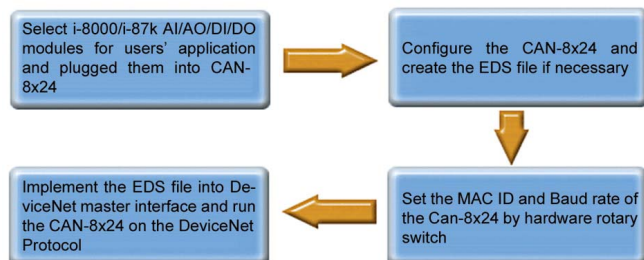 Select i-8000/i-87k AI/AO/DI/DO
modules for users' application
and plugged them into CAN-
8x24
Configure the CAN-8x24 and
create the EDS file if necessary
Set the MAC ID and Baud rate of
the Can-8x24 by hardware rotary
switch
Implement the EDS file into De-
viceNet master interface and run
the CAN-8x24 on the DeviceNet
Protocol